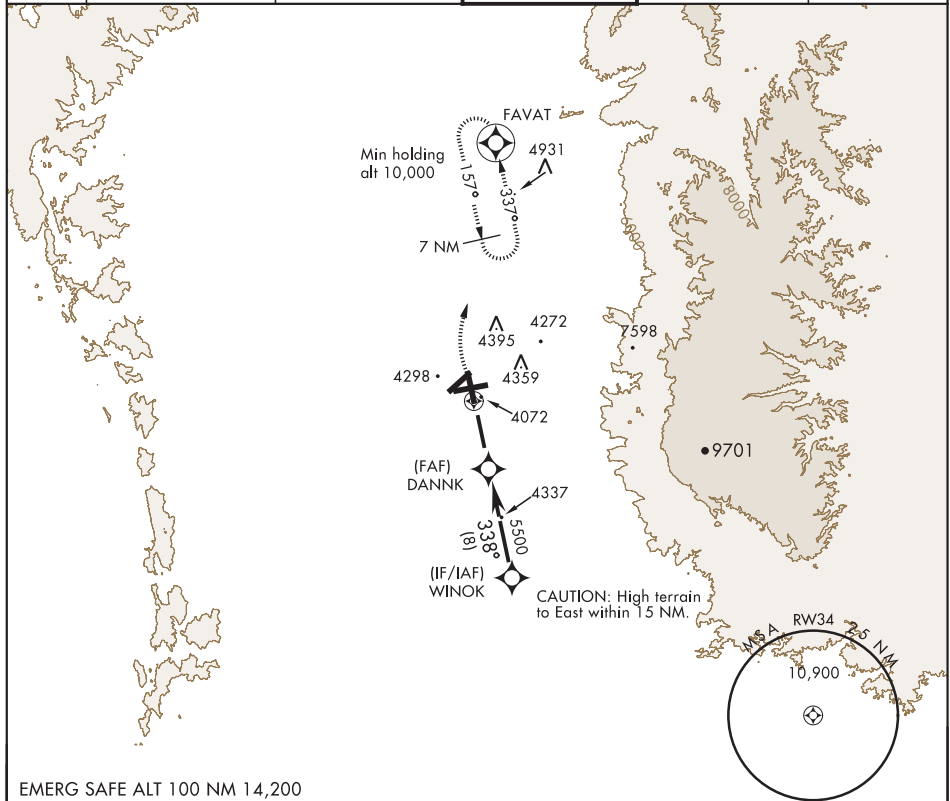 FAVAT
4931
Min holding
alt 10,000
157°
337°
7 NM
8000
6000
4395
4272
7598
4298
4359
4072
9701
(FAF)
DANNK
4337
5500
338°
(8)
(IF/IAF)
WINOK
CAUTION: High terrain
to East within 15 NM.
MSA RW34 25 NM
10,900
EMERG SAFE ALT 100 NM 14,200